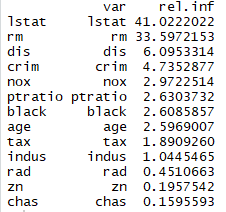 var rel.inf
lstat lstat 41.0222022
rm rm 33.5972153
dis dis 6.0953314
crim crim 4.7352877
nox nox 2.9722514
ptratio ptratio 2.6303732
black black 2.6085857
age age 2.5969007
tax tax 1.8909260
indus indus 1.0445465
rad rad 0.4510663
zn zn 0.1957542
chas chas 0.1595593